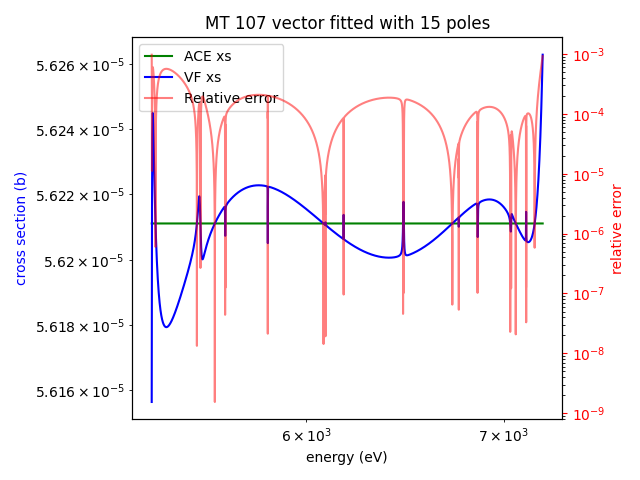 MT 107 vector fitted with 15 poles
ACE xs
VF xs
Relative error
5.626 × 10⁻⁵
5.624 × 10⁻⁵
5.622 × 10⁻⁵
5.62 × 10⁻⁵
5.618 × 10⁻⁵
5.616 × 10⁻⁵
cross section (b)
10⁻³
10⁻⁴
10⁻⁵
10⁻⁶
10⁻⁷
10⁻⁸
10⁻⁹
relative error
6 × 10³
7 × 10³
energy (eV)